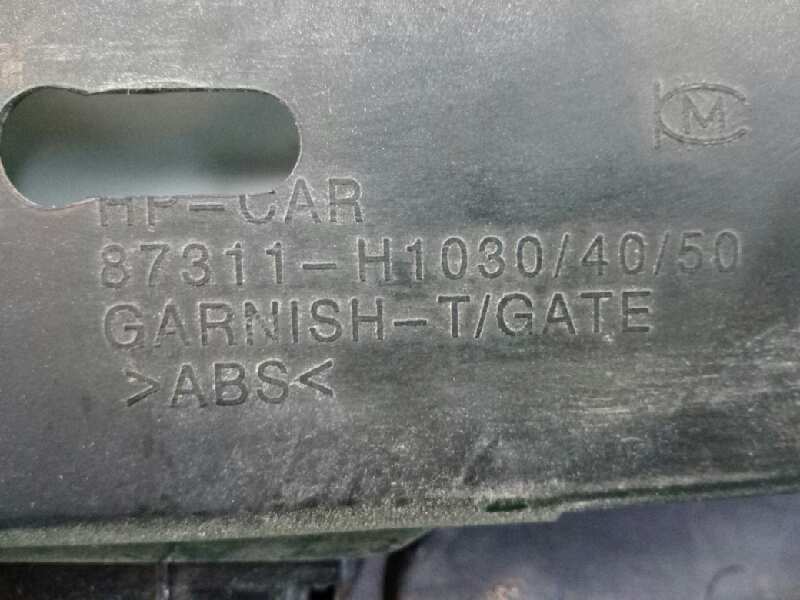 HP-CAR
87311-H1030/40/50
GARNISH-T/GATE
>ABS<